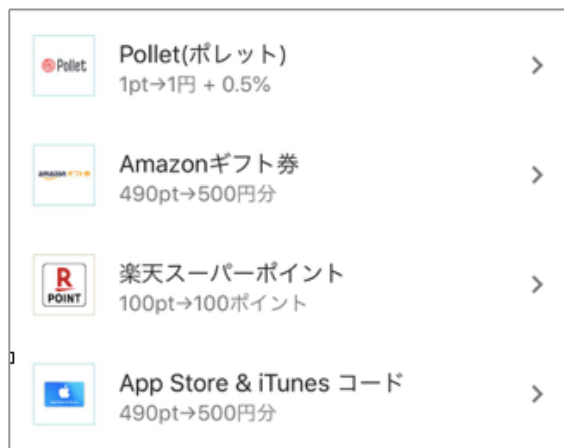 Pollet
Pollet(ポレット)
1pt→1円 + 0.5%
amazon ギフト券
Amazonギフト券
490pt→500円分
R
POINT
楽天スーパーポイント
100pt→100ポイント
App Store & iTunes コード
490pt→500円分